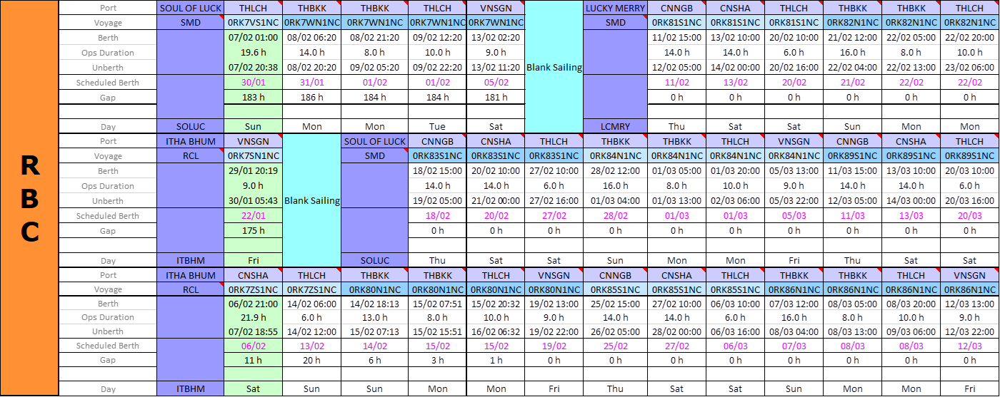 RBC
Port SOUL OF LUCK THLCH THBKK THBKK THLCH VNSGN LUCKY MERRY CNNGB CNSHA THLCH THBKK THBKK THLCH
Voyage SMD 0RK7VS1NC 0RK7WN1NC 0RK7WN1NC 0RK7WN1NC 0RK7WN1NC SMD 0RK81S1NC 0RK81S1NC 0RK81S1NC 0RK82N1NC 0RK82N1NC 0RK82N1NC
Berth 07/02 01:00 08/02 06:20 08/02 21:20 09/02 12:20 13/02 02:20 11/02 15:00 13/02 10:00 20/02 10:00 21/02 12:00 22/02 05:00 22/02 20:00
Ops Duration 19.6 h 14.0 h 8.0 h 10.0 h 9.0 h 14.0 h 14.0 h 6.0 h 16.0 h 8.0 h 10.0 h
Unberth 07/02 20:38 08/02 20:20 09/02 05:20 09/02 22:20 13/02 11:20 Blank Sailing 12/02 05:00 14/02 00:00 20/02 16:00 22/02 04:00 22/02 13:00 23/02 06:00
Scheduled Berth 30/01 31/01 01/02 01/02 05/02 11/02 13/02 20/02 21/02 22/02 22/02
Gap 183 h 186 h 184 h 184 h 181 h 0 h 0 h 0 h 0 h 0 h 0 h
Day SOLUC Sun Mon Mon Tue Sat LCMRY Thu Sat Sat Sun Mon Mon
Port ITHA BHUM VNSGN SOUL OF LUCK CNNGB CNSHA THLCH THBKK THBKK THLCH VNSGN CNNGB CNSHA THLCH
Voyage RCL 0RK7SN1NC SMD 0RK83S1NC 0RK83S1NC 0RK83S1NC 0RK84N1NC 0RK84N1NC 0RK84N1NC 0RK84N1NC 0RK89S1NC 0RK89S1NC 0RK89S1NC
Berth 29/01 20:19 18/02 15:00 20/02 10:00 27/02 10:00 28/02 12:00 01/03 05:00 01/03 20:00 05/03 13:00 11/03 15:00 13/03 10:00 20/03 10:00
Ops Duration 9.0 h 14.0 h 14.0 h 6.0 h 16.0 h 8.0 h 10.0 h 9.0 h 14.0 h 14.0 h 6.0 h
Unberth 30/01 05:43 Blank Sailing 19/02 05:00 21/02 00:00 27/02 16:00 01/03 04:00 01/03 13:00 02/03 06:00 05/03 22:00 12/03 05:00 14/03 00:00 20/03 16:00
Scheduled Berth 22/01 18/02 20/02 27/02 28/02 01/03 01/03 05/03 11/03 13/03 20/03
Gap 175 h 0 h 0 h 0 h 0 h 0 h 0 h 0 h 0 h 0 h 0 h
Day ITBHM Fri SOLUC Thu Sat Sat Sun Mon Mon Fri Thu Sat Sat
Port ITHA BHUM CNSHA THLCH THBKK THBKK THLCH VNSGN CNNGB CNSHA THLCH THBKK THBKK THLCH VNSGN
Voyage RCL 0RK7ZS1NC 0RK7ZS1NC 0RK80N1NC 0RK80N1NC 0RK80N1NC 0RK80N1NC 0RK85S1NC 0RK85S1NC 0RK85S1NC 0RK86N1NC 0RK86N1NC 0RK86N1NC 0RK86N1NC
Berth 06/02 21:00 14/02 06:00 14/02 18:13 15/02 07:51 15/02 20:32 19/02 13:00 25/02 15:00 27/02 10:00 06/03 10:00 07/03 12:00 08/03 05:00 08/03 20:00 12/03 13:00
Ops Duration 21.9 h 6.0 h 13.0 h 8.0 h 10.0 h 9.0 h 14.0 h 14.0 h 6.0 h 16.0 h 8.0 h 10.0 h 9.0 h
Unberth 07/02 18:55 14/02 12:00 15/02 07:13 15/02 15:51 16/02 06:32 19/02 22:00 26/02 05:00 28/02 00:00 06/03 16:00 08/03 04:00 08/03 13:00 09/03 06:00 12/03 22:00
Scheduled Berth 06/02 13/02 14/02 15/02 15/02 19/02 25/02 27/02 06/03 07/03 08/03 08/03 12/03
Gap 11 h 20 h 6 h 3 h 1 h 0 h 0 h 0 h 0 h 0 h 0 h 0 h 0 h
Day ITBHM Sat Sun Sun Mon Mon Fri Thu Sat Sat Sun Mon Mon Fri